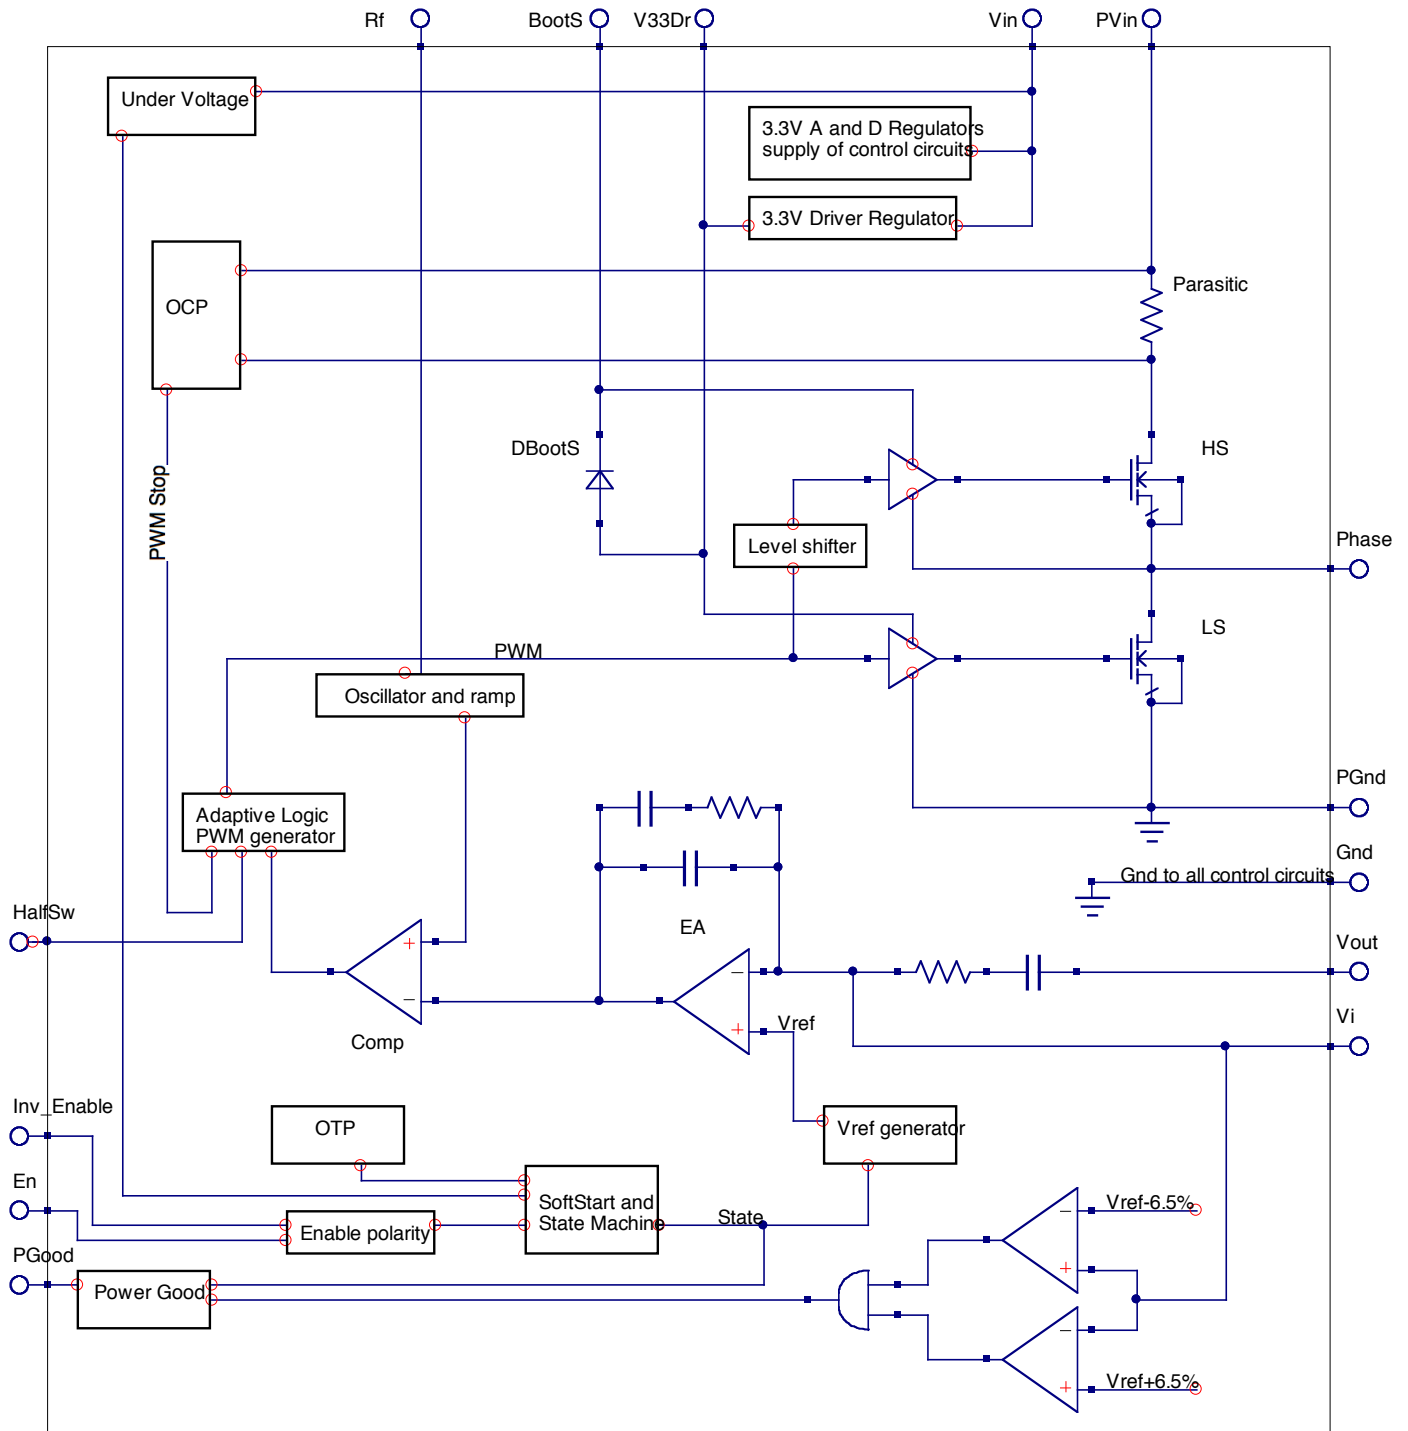 Rf
BootS
V33Dr
Vin
PVin
Under Voltage
3.3V A and D Regulators
supply of control circuits
3.3V Driver Regulator
OCP
Parasitic
DBootS
HS
PWM Stop
Level shifter
Phase
LS
PWM
Oscillator and ramp
PGnd
Adaptive Logic
PWM generator
Gnd
Gnd to all control circuits
HalfSw
EA
Vout
+
−
−
+
Vref
Vi
Comp
Inv_Enable
OTP
Vref generator
En
SoftStart and
State Machine
State
Enable polarity
Vref-6.5%
−
+
PGood
Power Good
−
+
Vref+6.5%